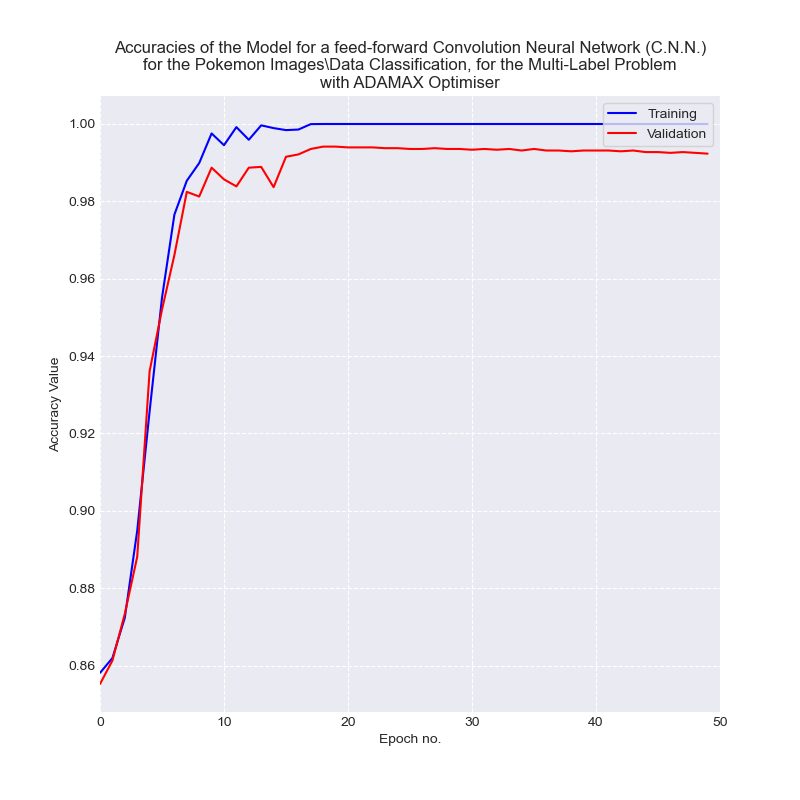 Accuracies of the Model for a feed-forward Convolution Neural Network (C.N.N.)
for the Pokemon Images\Data Classification, for the Multi-Label Problem
with ADAMAX Optimiser
Training
Validation
1.00
0.98
0.96
0.94
0.92
0.90
0.88
0.86
Accuracy Value
0 10 20 30 40 50
Epoch no.